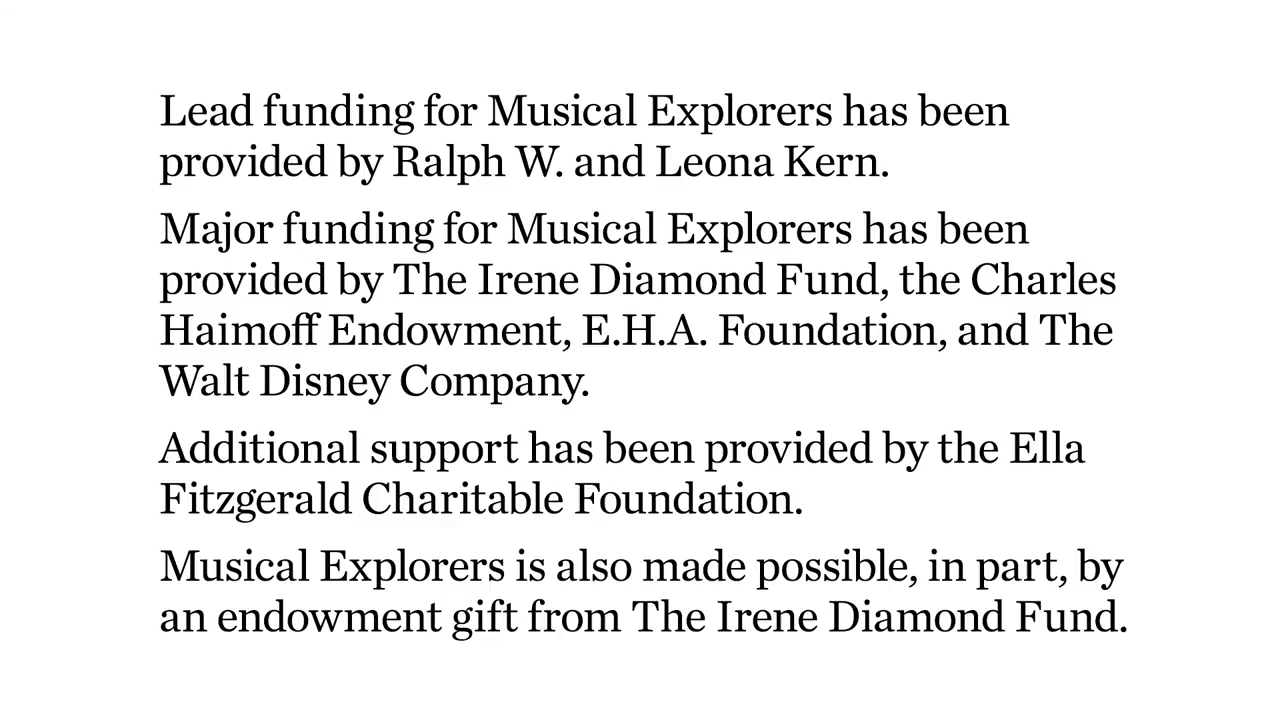 Lead funding for Musical Explorers has been
provided by Ralph W. and Leona Kern.
Major funding for Musical Explorers has been
provided by The Irene Diamond Fund, the Charles
Haimoff Endowment, E.H.A. Foundation, and The
Walt Disney Company.
Additional support has been provided by the Ella
Fitzgerald Charitable Foundation.
Musical Explorers is also made possible, in part, by
an endowment gift from The Irene Diamond Fund.